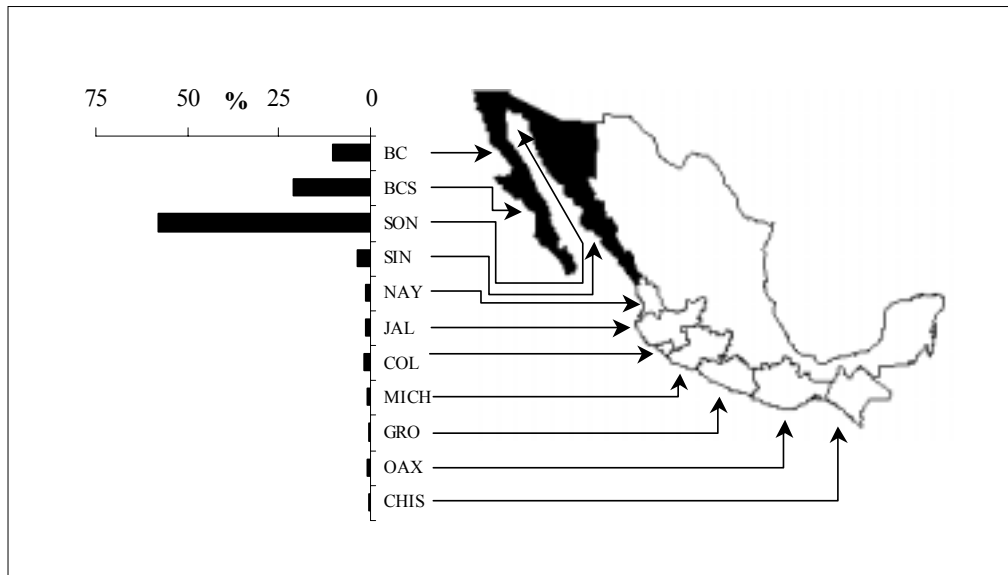 75 50 % 25 0
BC
BCS
SON
SIN
NAY
JAL
COL
MICH
GRO
OAX
CHIS